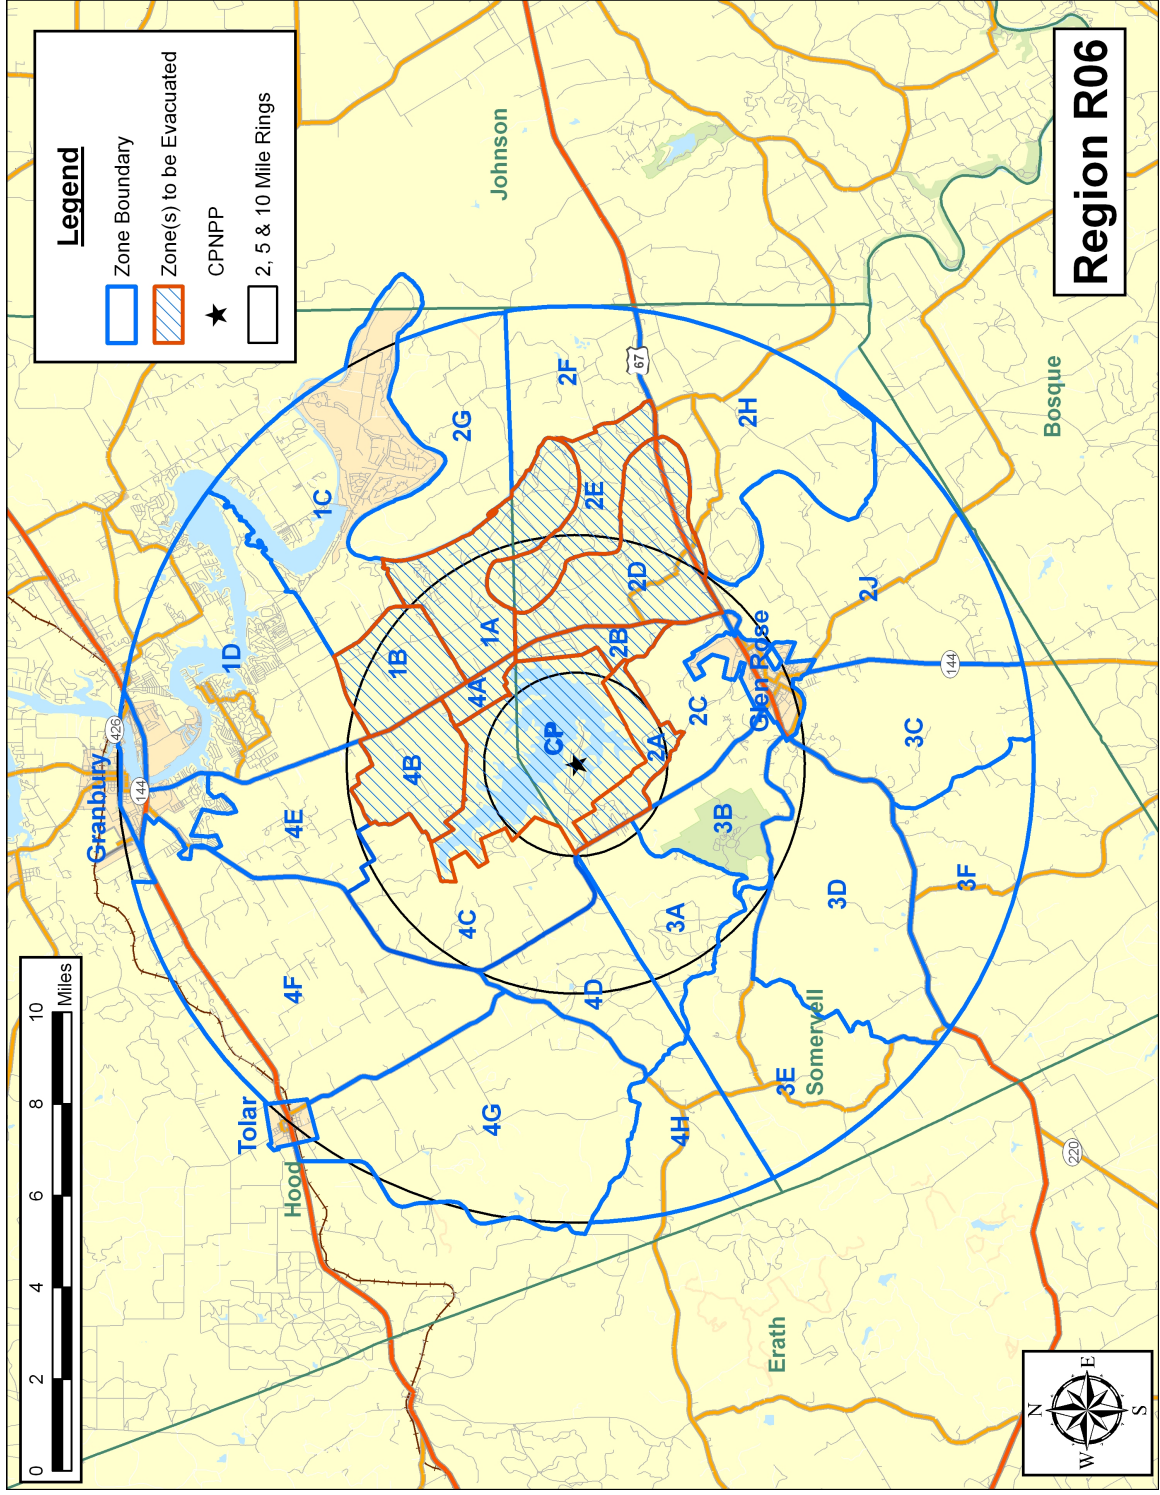 Legend
Zone Boundary
Zone(s) to be Evacuated
CPNPP
2, 5 & 10 Mile Rings
Region R06
0 2 4 6 8 10
Miles
N
W E
S
Granbury
Tolar
Glen Rose
Hood
Johnson
Somervell
Bosque
Erath
426
144
67
144
220
CP
1A
1B
1C
1D
2A
2B
2C
2D
2E
2F
2G
2H
2J
3A
3B
3C
3D
3E
3F
4A
4B
4C
4D
4E
4F
4G
4H